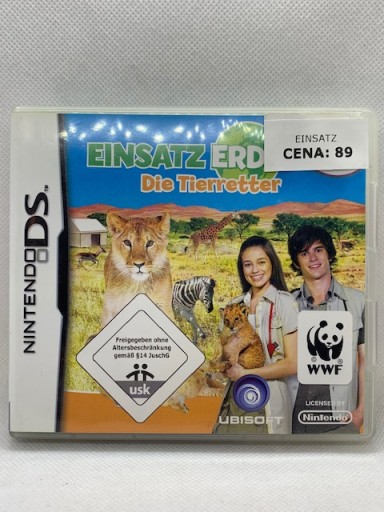 NINTENDO DS™
EINSATZ ERD
Die Tierretter
EINSATZ
CENA: 89
Freigegeben ohne
Altersbeschränkung
gemäß §14 JuschG
usk
UBISOFT
WWF
LICENSED BY
Nintendo